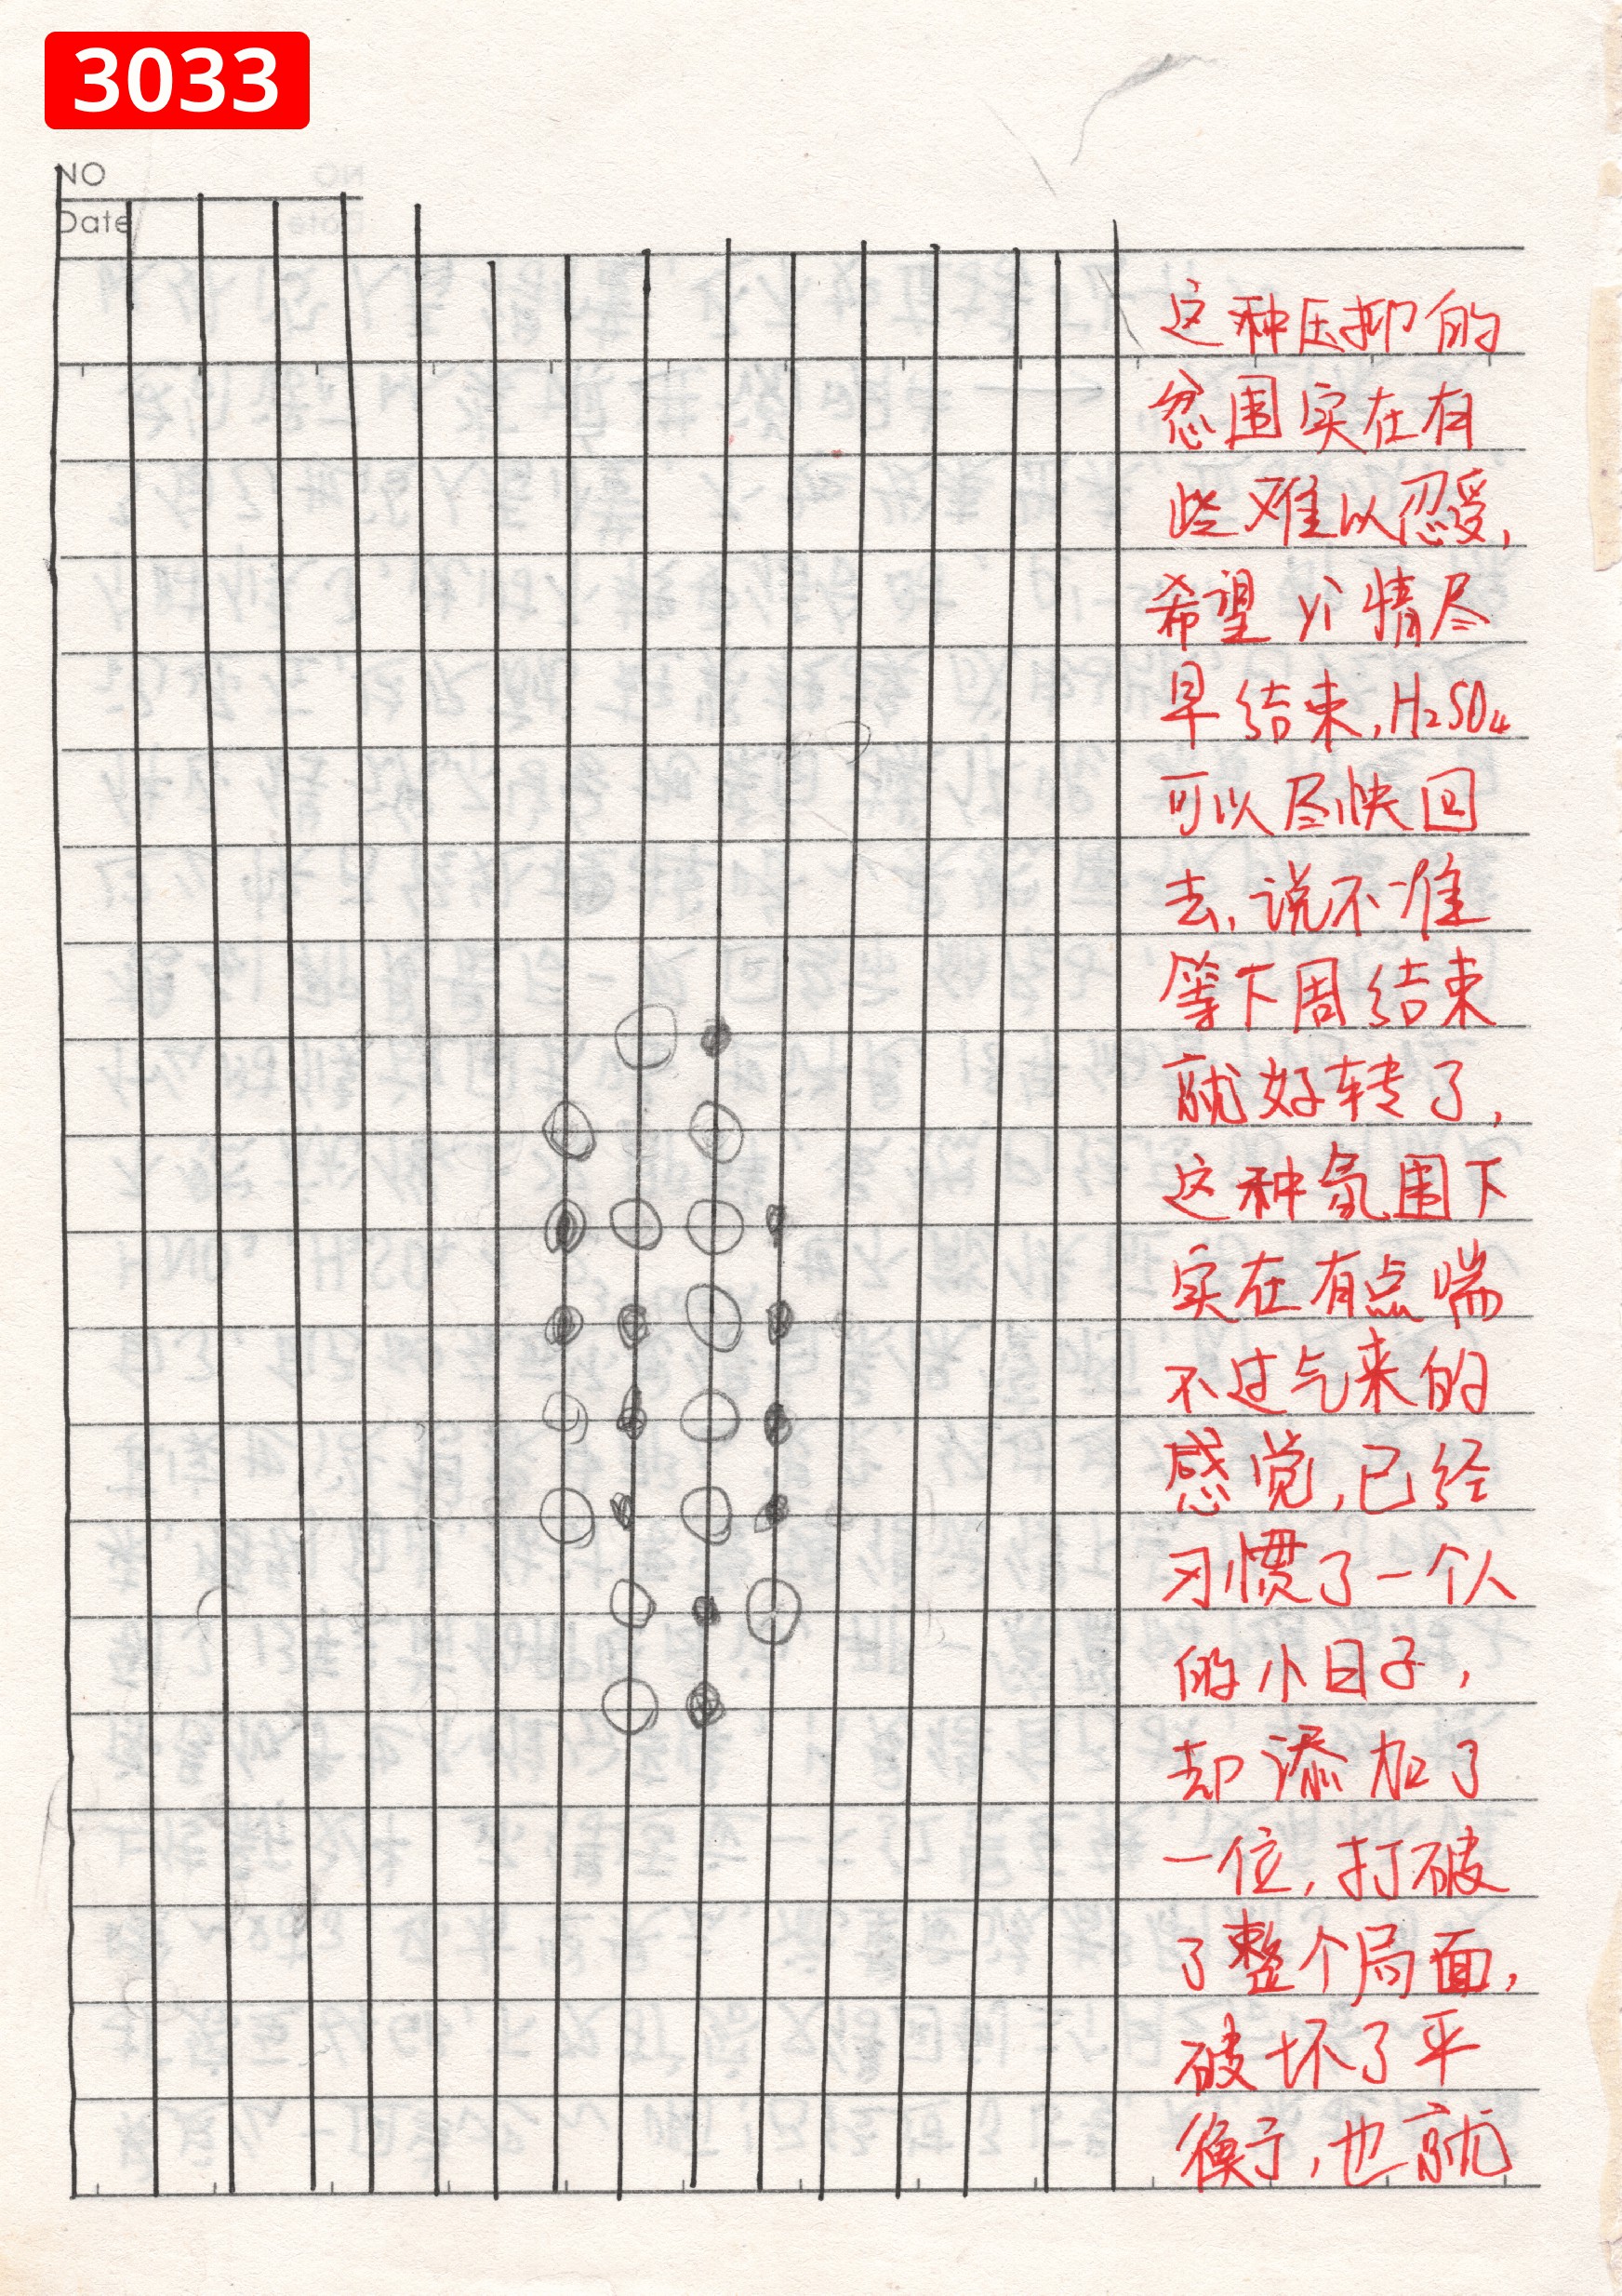 3033
NO
Date
这种压抑的
氛围实在有
些难以忍受,
希望yi情尽
早结束,H₂SO₄
可以尽快回
去,说不准
等下周结束
就好转了,
这种氛围下
实在有点喘
不过气来的
感觉,已经
习惯了一个人
的小日子,
却添加了
一位,打破
了整个局面,
破坏了平
衡,也就